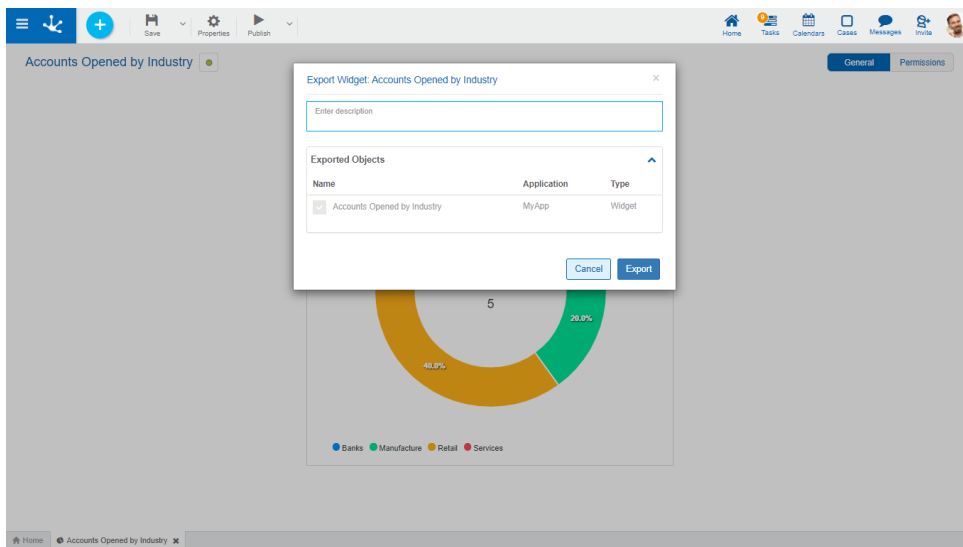 Save Properties Publish Home Tasks Calendars Cases Messages Invite
Accounts Opened by Industry General Permissions
Export Widget: Accounts Opened by Industry ×
Enter description
Exported Objects
Name Application Type
Accounts Opened by Industry MyApp Widget
Cancel Export
5
20.0%
40.0%
Banks Manufacture Retail Services
Home Accounts Opened by Industry